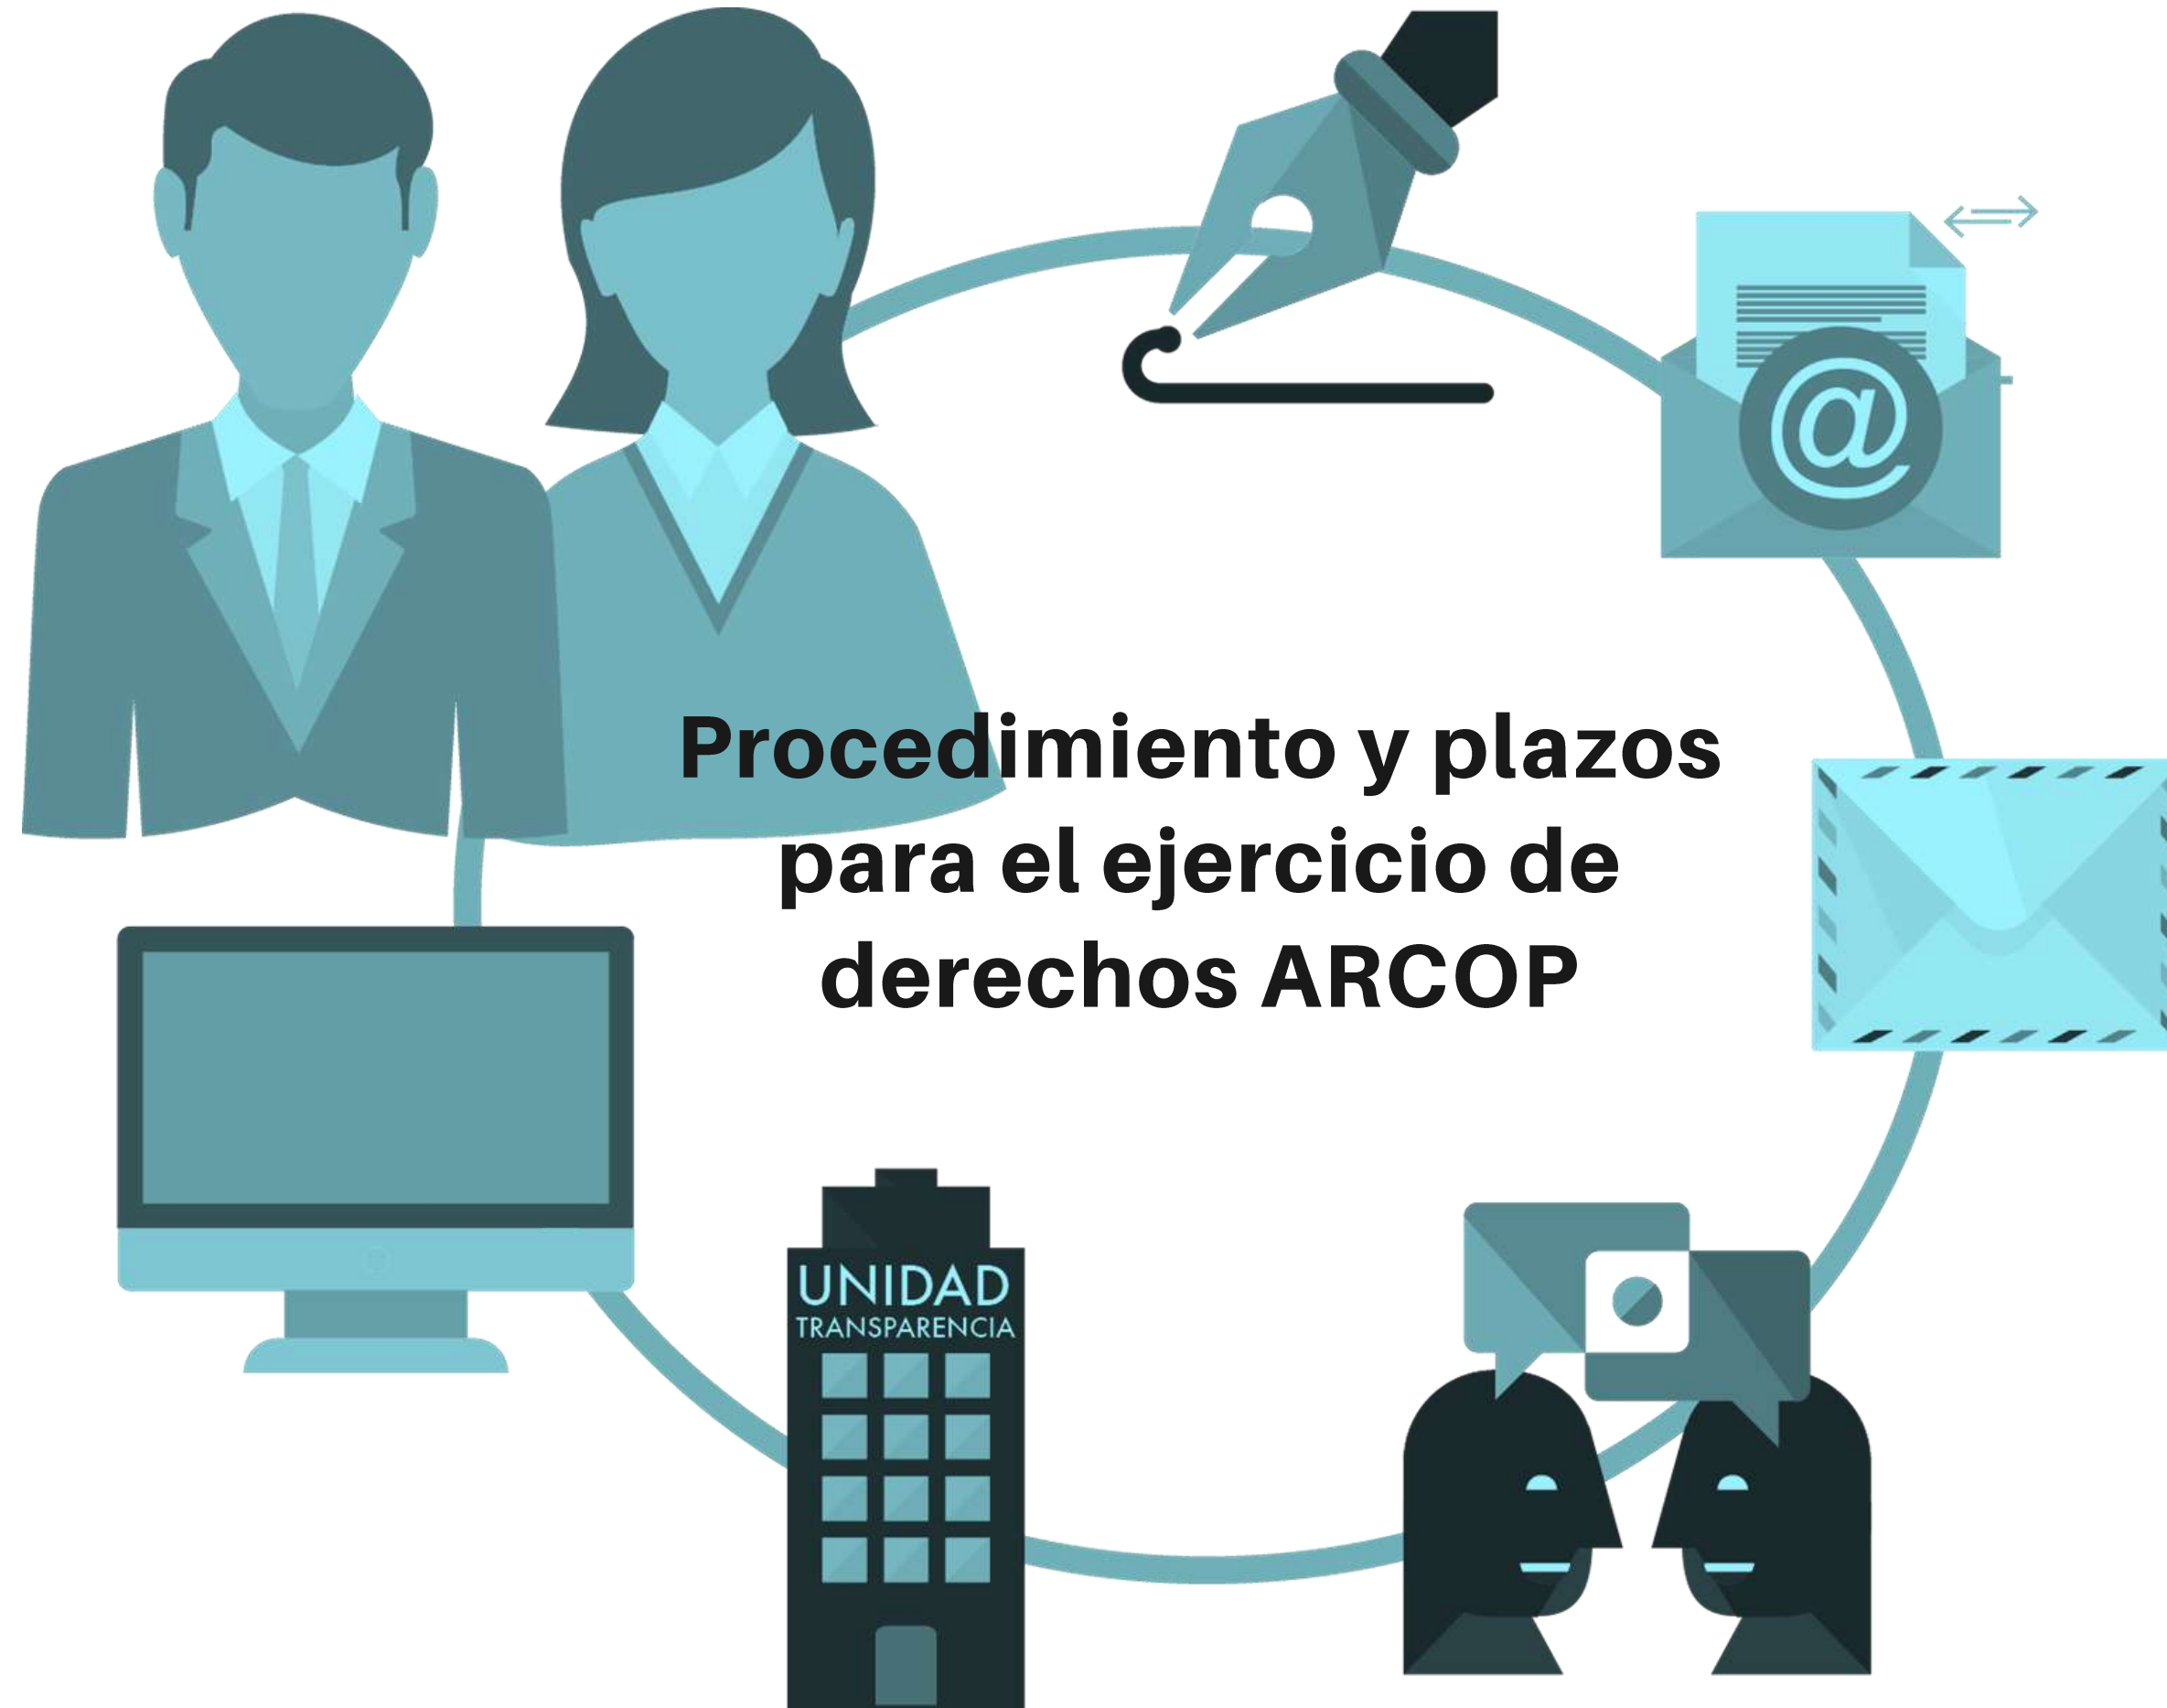 @
Procedimiento y plazos
para el ejercicio de
derechos ARCOP
UNIDAD
TRANSPARENCIA